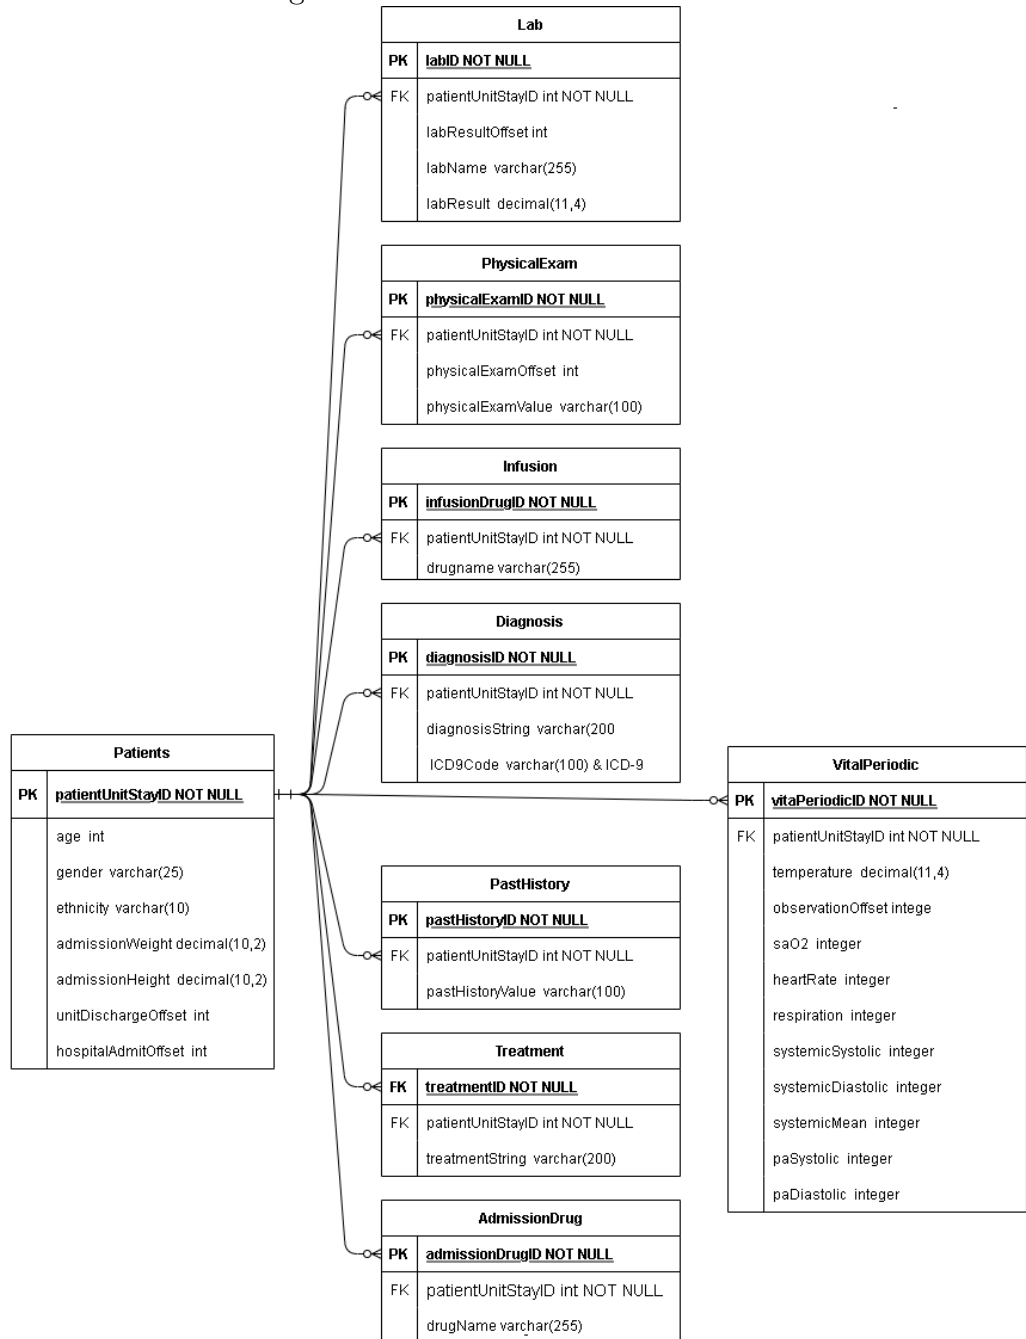 Lab
PK labID NOT NULL
FK patientUnitStayID int NOT NULL
labResultOffset int
labName varchar(255)
labResult decimal(11,4)
PhysicalExam
PK physicalExamID NOT NULL
FK patientUnitStayID int NOT NULL
physicalExamOffset int
physicalExamValue varchar(100)
Infusion
PK infusionDrugID NOT NULL
FK patientUnitStayID int NOT NULL
drugname varchar(255)
Diagnosis
PK diagnosisID NOT NULL
FK patientUnitStayID int NOT NULL
diagnosisString varchar(200
ICD9Code varchar(100) & ICD-9
Patients
PK patientUnitStayID NOT NULL
age int
gender varchar(25)
ethnicity varchar(10)
admissionWeight decimal(10,2)
admissionHeight decimal(10,2)
unitDischargeOffset int
hospitalAdmitOffset int
VitalPeriodic
PK vitaPeriodicID NOT NULL
FK patientUnitStayID int NOT NULL
temperature decimal(11,4)
observationOffset intege
saO2 integer
heartRate integer
respiration integer
systemicSystolic integer
systemicDiastolic integer
systemicMean integer
paSystolic integer
paDiastolic integer
PastHistory
PK pastHistoryID NOT NULL
FK patientUnitStayID int NOT NULL
pastHistoryValue varchar(100)
Treatment
FK treatmentID NOT NULL
FK patientUnitStayID int NOT NULL
treatmentString varchar(200)
AdmissionDrug
PK admissionDrugID NOT NULL
FK patientUnitStayID int NOT NULL
drugName varchar(255)